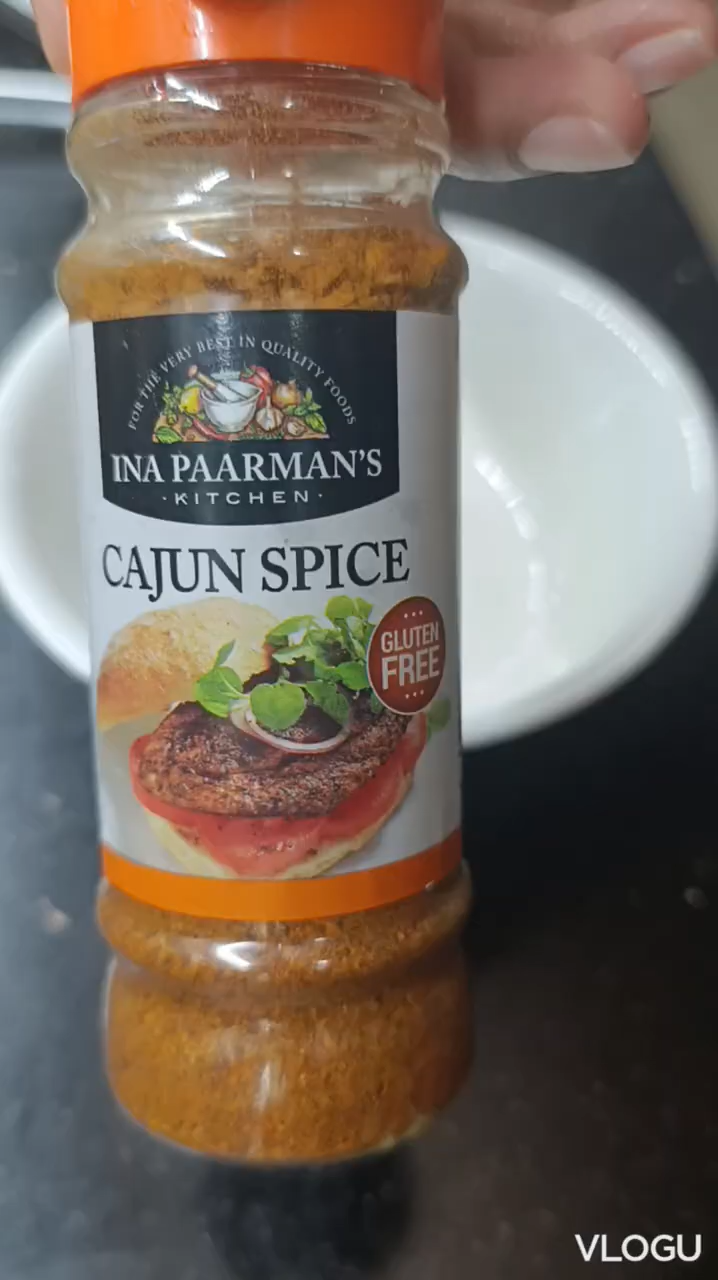 FOR THE VERY BEST IN QUALITY FOODS
INA PAARMAN'S
·KITCHEN·
CAJUN SPICE
GLUTEN
FREE
VLOGU